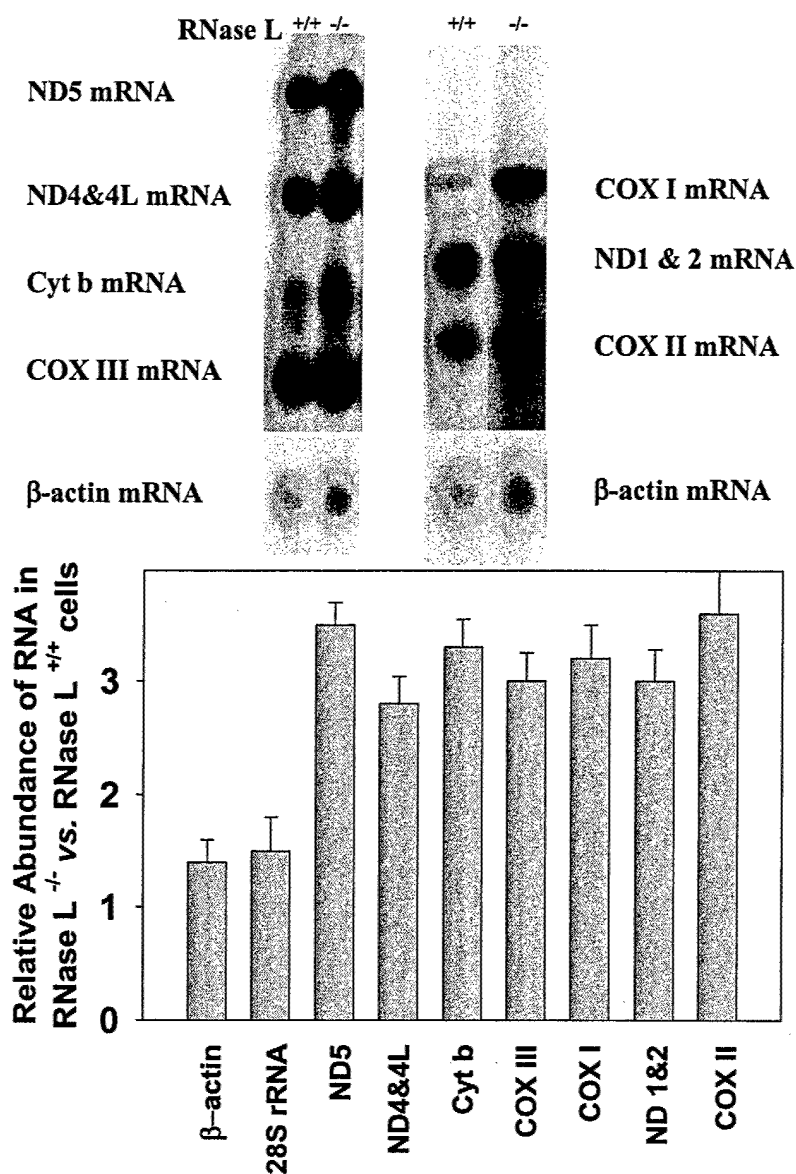 RNase L +/+ -/- +/+ -/-
ND5 mRNA
ND4&4L mRNA
Cyt b mRNA
COX III mRNA
β-actin mRNA
COX I mRNA
ND1 & 2 mRNA
COX II mRNA
β-actin mRNA
Relative Abundance of RNA in
RNase L -/- vs. RNase L +/+ cells
3
2
1
0
β-actin
28S rRNA
ND5
ND4&4L
Cyt b
COX III
COX I
ND 1&2
COX II